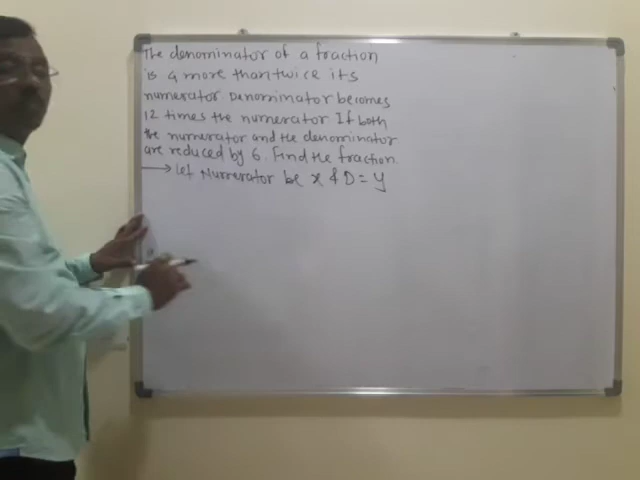 The denominator of a fraction
is 4 more than twice its
numerator Denominator becomes
12 times the numerator If both
the numerator and the denominator
are reduced by 6. Find the fraction.
→ Let Numerator be x & D = y